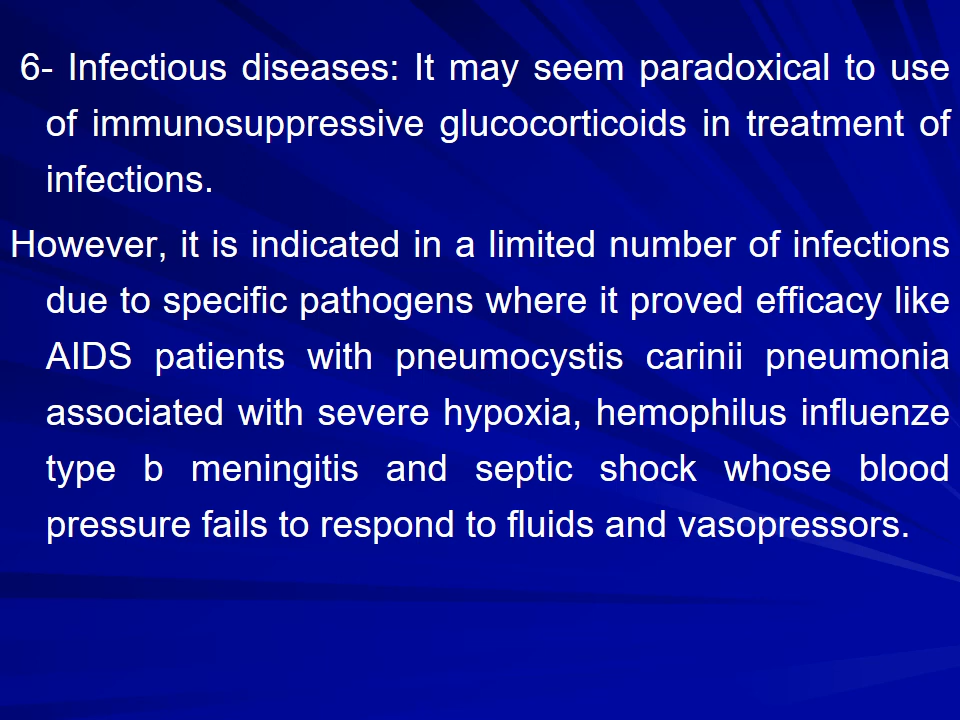 6- Infectious diseases: It may seem paradoxical to use
of immunosuppressive glucocorticoids in treatment of
infections.
However, it is indicated in a limited number of infections
due to specific pathogens where it proved efficacy like
AIDS patients with pneumocystis carinii pneumonia
associated with severe hypoxia, hemophilus influenze
type b meningitis and septic shock whose blood
pressure fails to respond to fluids and vasopressors.